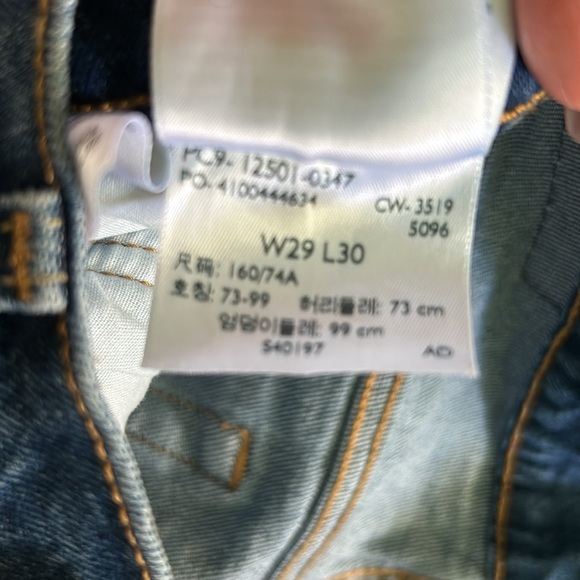 PC9- 12501-0347
PO- 4100444634
CW- 3519
5096
W29 L30
尺码: 160/74A
호칭: 73-99 허리둘레: 73 cm
엉덩이둘레: 99 cm
S40197 AD